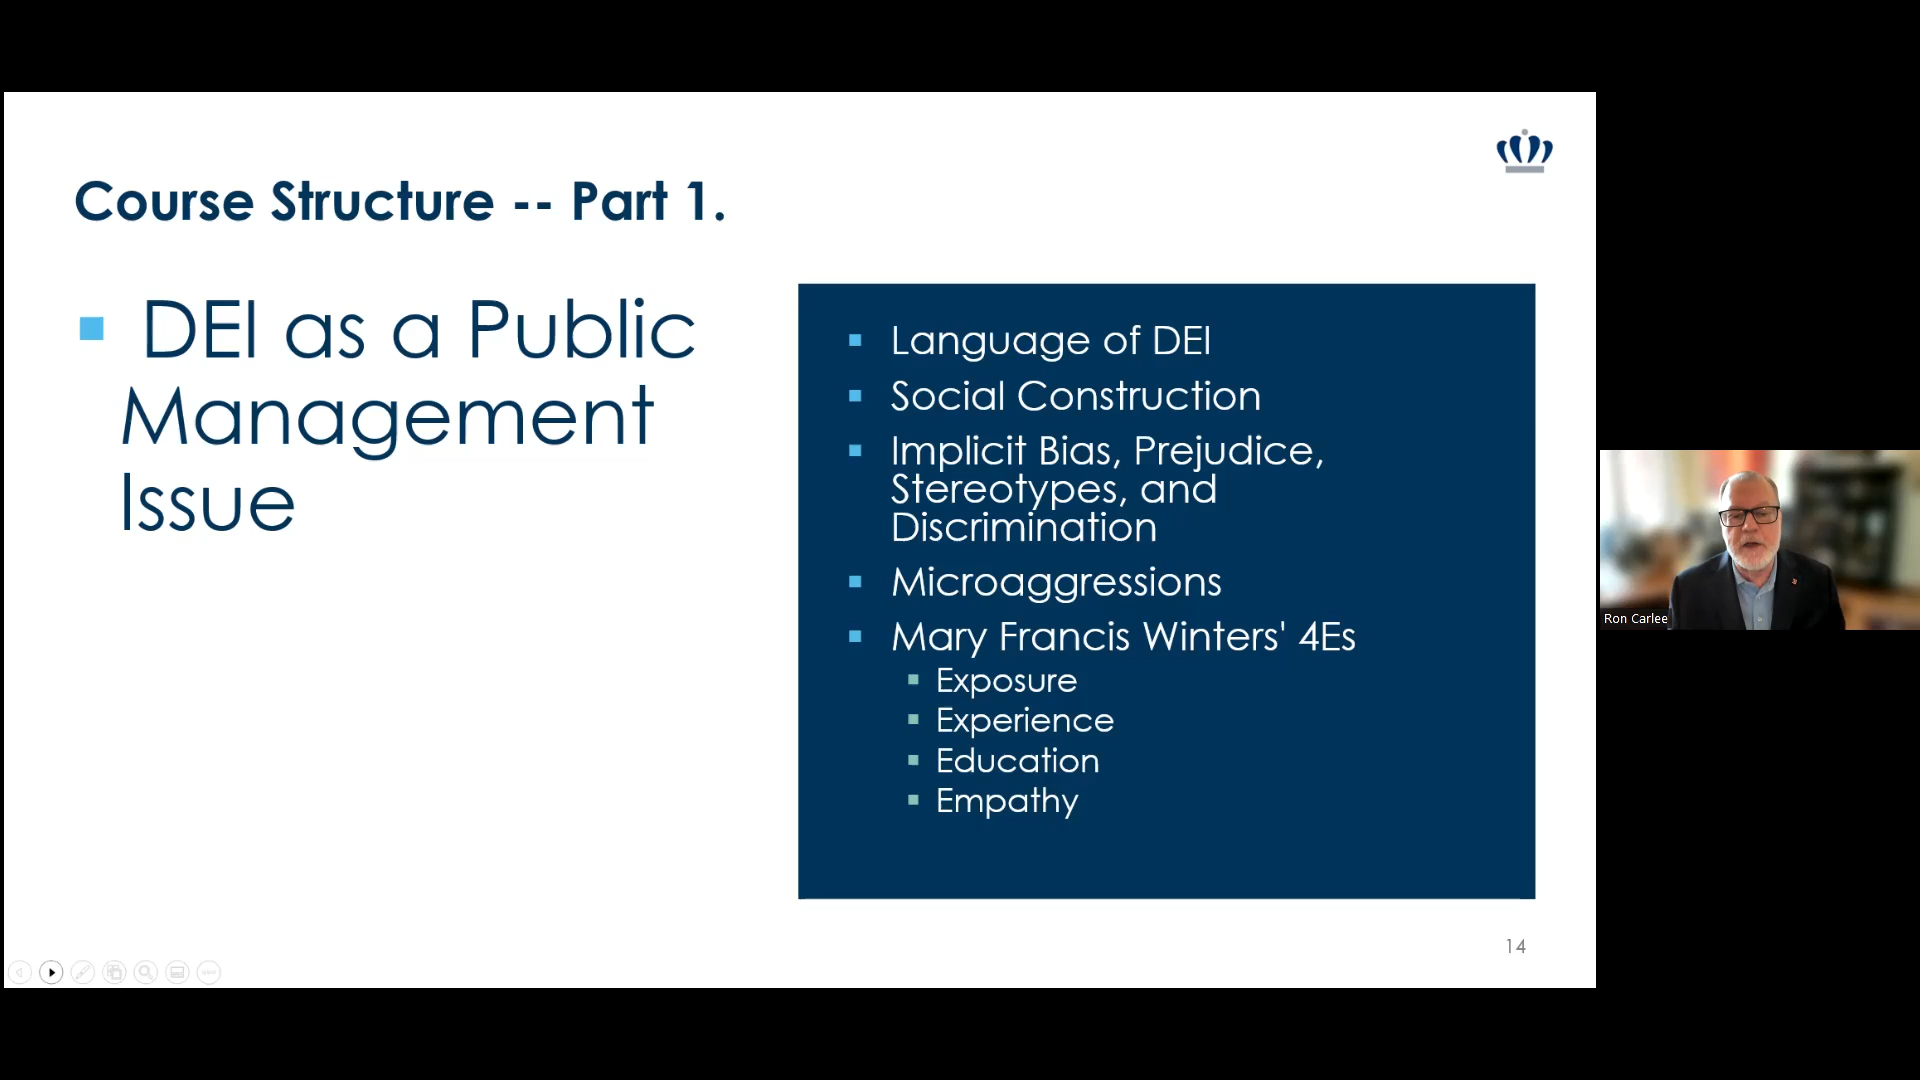 Course Structure -- Part 1.
DEI as a Public
Management
Issue
Language of DEI
Social Construction
Implicit Bias, Prejudice,
Stereotypes, and
Discrimination
Microaggressions
Mary Francis Winters' 4Es
Exposure
Experience
Education
Empathy
14
Ron Carlee